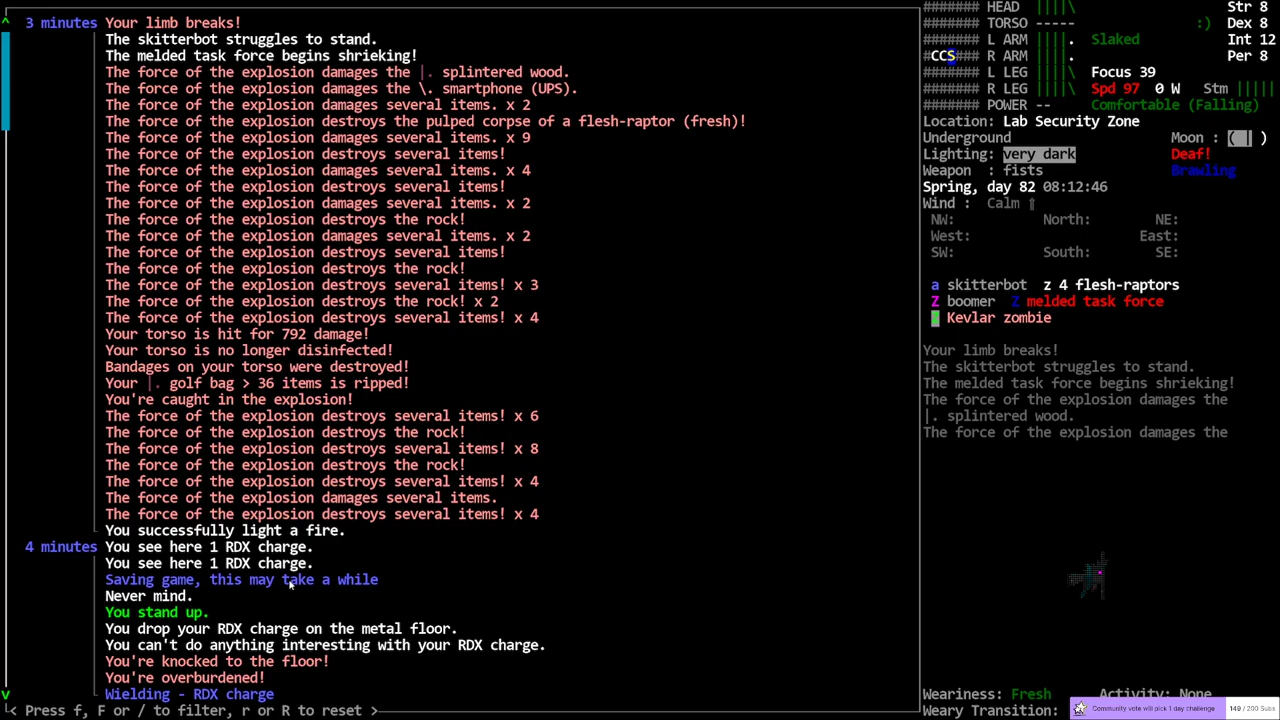 3 minutes Your limb breaks!
The skitterbot struggles to stand.
The melded task force begins shrieking!
The force of the explosion damages the |. splintered wood.
The force of the explosion damages the \. smartphone (UPS).
The force of the explosion damages several items. x 2
The force of the explosion destroys the pulped corpse of a flesh-raptor (fresh)!
The force of the explosion damages several items. x 9
The force of the explosion destroys several items!
The force of the explosion damages several items. x 4
The force of the explosion destroys several items!
The force of the explosion damages several items. x 2
The force of the explosion destroys the rock!
The force of the explosion damages several items. x 2
The force of the explosion destroys several items!
The force of the explosion destroys the rock!
The force of the explosion destroys several items! x 3
The force of the explosion destroys the rock! x 2
The force of the explosion destroys several items! x 4
Your torso is hit for 792 damage!
Your torso is no longer disinfected!
Bandages on your torso were destroyed!
Your |. golf bag > 36 items is ripped!
You're caught in the explosion!
The force of the explosion destroys several items! x 6
The force of the explosion destroys the rock!
The force of the explosion destroys several items! x 8
The force of the explosion destroys the rock!
The force of the explosion destroys several items! x 4
The force of the explosion damages several items.
The force of the explosion destroys several items! x 4
You successfully light a fire.
4 minutes You see here 1 RDX charge.
You see here 1 RDX charge.
Saving game, this may take a while
Never mind.
You stand up.
You drop your RDX charge on the metal floor.
You can't do anything interesting with your RDX charge.
You're knocked to the floor!
You're overburdened!
Wielding - RDX charge
< Press f, F or / to filter, r or R to reset >
####### HEAD ||||\ Str 8
####### TORSO ----- :) Dex 8
####### L ARM ||||. Slaked Int 12
#CCS### R ARM ||||. Per 8
####### L LEG ||||\ Focus 39
####### R LEG ||||\ Spd 97 0 W Stm |||||
####### POWER -- Comfortable (Falling)
Location: Lab Security Zone
Underground Moon : ( | )
Lighting: very dark Deaf!
Weapon : fists Brawling
Spring, day 82 08:12:46
Wind : Calm ⇑
NW: North: NE:
West: East:
SW: South: SE:
a skitterbot z 4 flesh-raptors
Z boomer Z melded task force
Kevlar zombie
Your limb breaks!
The skitterbot struggles to stand.
The melded task force begins shrieking!
The force of the explosion damages the
|. splintered wood.
The force of the explosion damages the
Weariness: Fresh Activity: None
Weary Transition:
Community vote will pick 1 day challenge 149 / 200 Subs